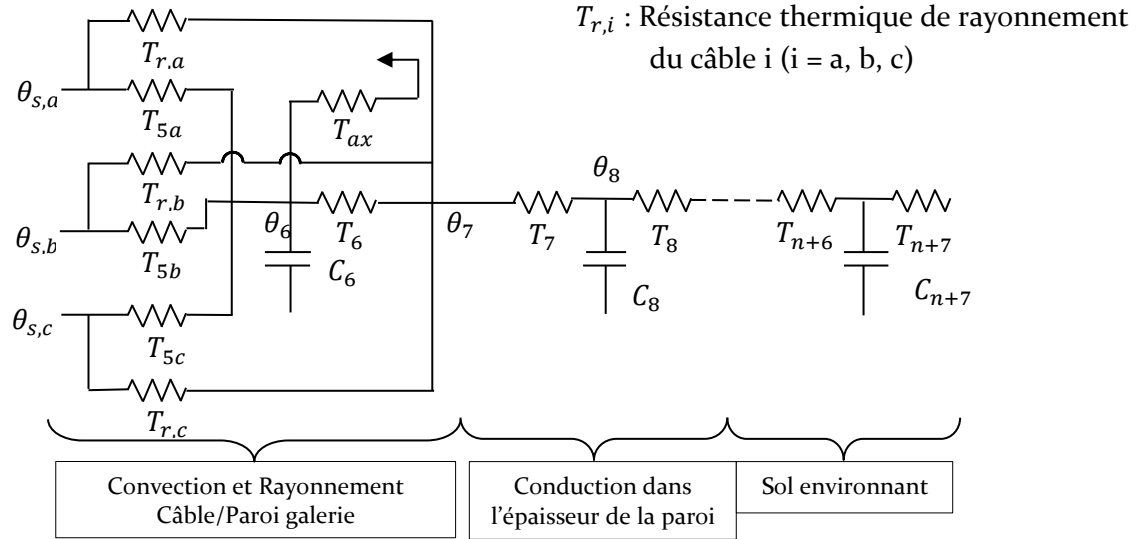 T_{r,i} : Résistance thermique de rayonnement
du câble i (i = a, b, c)
T_{r,a}
θ_{s,a}
T_{5a}
T_{ax}
T_{r,b}
θ_{s,b}
T_{5b}
θ_6
T_6
C_6
θ_7
T_7
θ_8
T_8
C_8
T_{n+6}
T_{n+7}
C_{n+7}
θ_{s,c}
T_{5c}
T_{r,c}
Convection et Rayonnement
Câble/Paroi galerie
Conduction dans
l'épaisseur de la paroi
Sol environnant